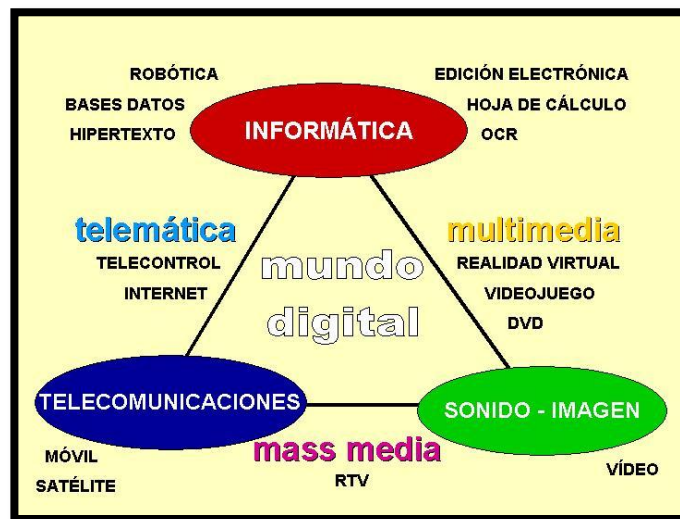 ROBÓTICA
BASES DATOS
HIPERTEXTO
EDICIÓN ELECTRÓNICA
HOJA DE CÁLCULO
OCR
INFORMÁTICA
telemática
TELECONTROL
INTERNET
mundo
digital
multimedia
REALIDAD VIRTUAL
VIDEOJUEGO
DVD
TELECOMUNICACIONES
SONIDO - IMAGEN
MÓVIL
SATÉLITE
mass media
RTV
VÍDEO